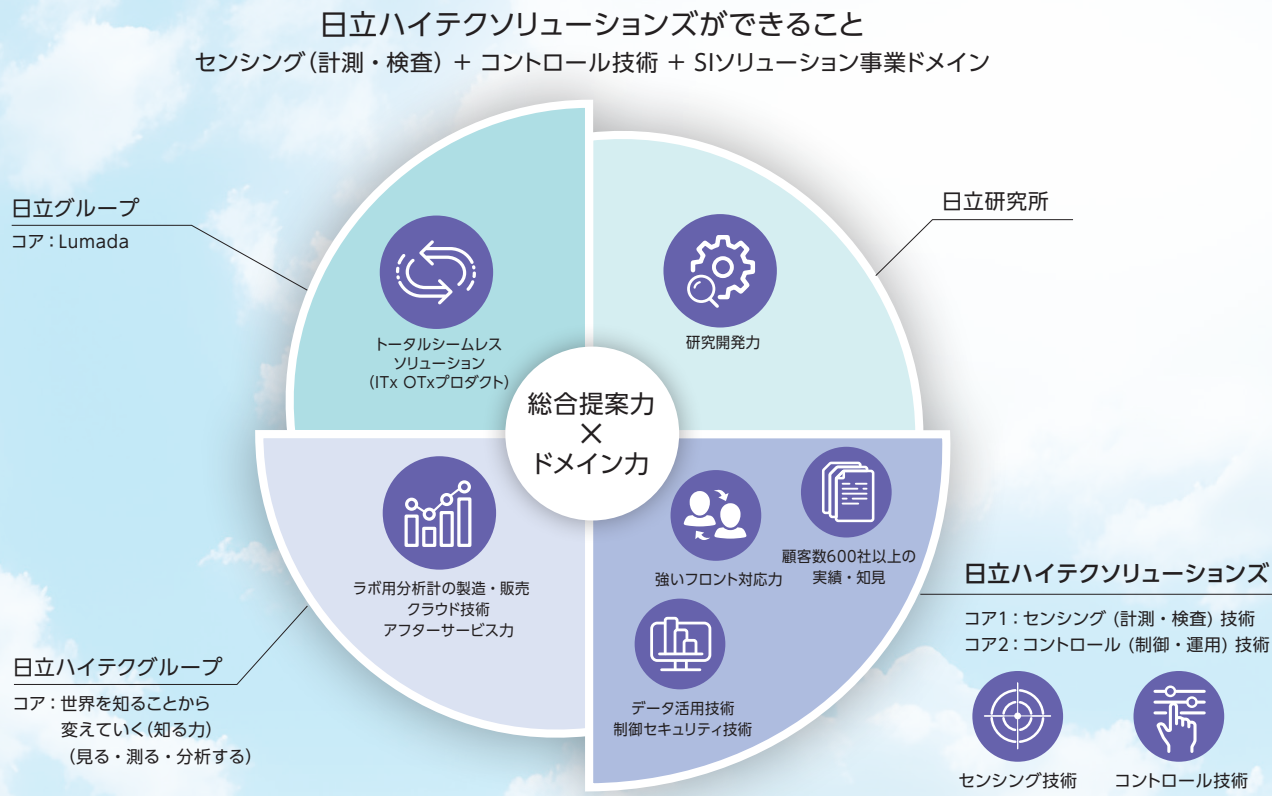 日立ハイテクソリューションズができること
センシング(計測・検査) + コントロール技術 + SIソリューション事業ドメイン
日立グループ
コア：Lumada
トータルシームレス
ソリューション
(ITx OTxプロダクト)
日立研究所
研究開発力
総合提案力
×
ドメイン力
ラボ用分析計の製造・販売
クラウド技術
アフターサービス力
日立ハイテクグループ
コア：世界を知ることから
変えていく(知る力)
(見る・測る・分析する)
強いフロント対応力
顧客数600社以上の
実績・知見
データ活用技術
制御セキュリティ技術
日立ハイテクソリューションズ
コア1：センシング (計測・検査) 技術
コア2：コントロール (制御・運用) 技術
センシング技術
コントロール技術